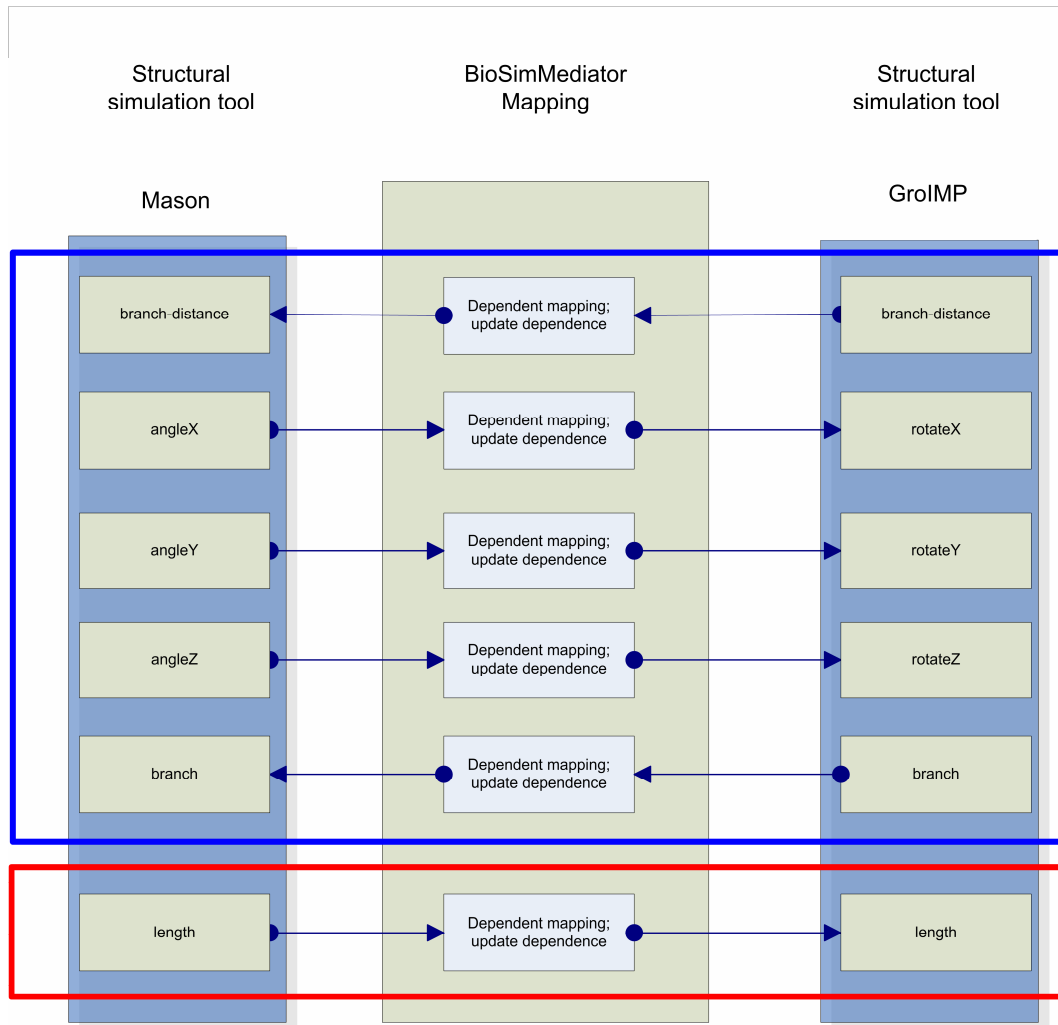 Structural
simulation tool
BioSimMediator
Mapping
Structural
simulation tool
Mason
GroIMP
branch-distance
Dependent mapping;
update dependence
branch-distance
angleX
Dependent mapping;
update dependence
rotateX
angleY
Dependent mapping;
update dependence
rotateY
angleZ
Dependent mapping;
update dependence
rotateZ
branch
Dependent mapping;
update dependence
branch
length
Dependent mapping;
update dependence
length